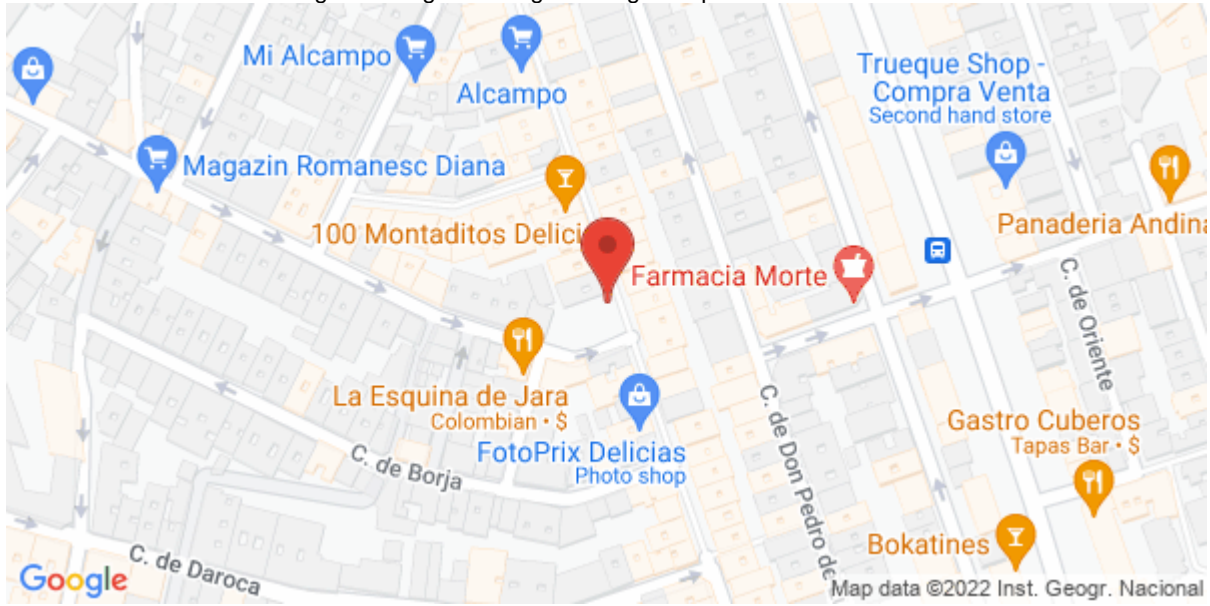 Mi Alcampo
Alcampo
Trueque Shop -
Compra Venta
Second hand store
Magazin Romanesc Diana
100 Montaditos Delici
Panaderia Andina
Farmacia Morte
C. de Oriente
La Esquina de Jara
Colombian • $
FotoPrix Delicias
Photo shop
C. de Borja
C. de Don Pedro de
Gastro Cuberos
Tapas Bar • $
Bokatines
C. de Daroca
Google
Map data ©2022 Inst. Geogr. Nacional